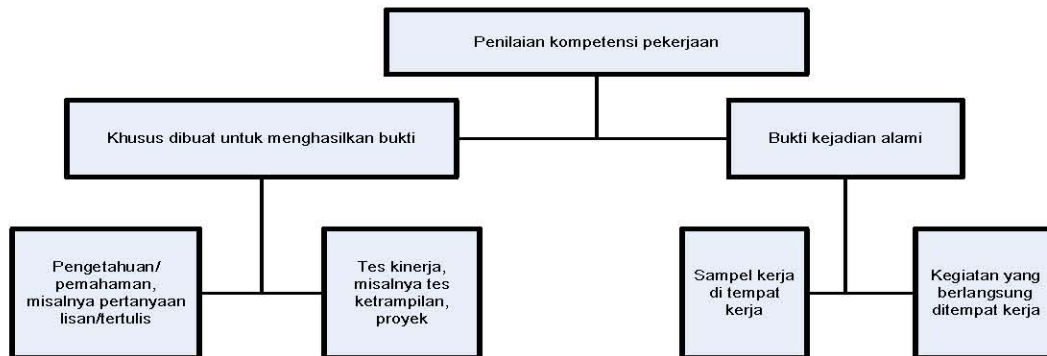 Penilaian kompetensi pekerjaan
Khusus dibuat untuk menghasilkan bukti
Bukti kejadian alami
Pengetahuan/
pemahaman,
misalnya pertanyaan
lisan/tertulis
Tes kinerja,
misalnya tes
ketrampilan,
proyek
Sampel kerja
di tempat
kerja
Kegiatan yang
berlangsung
ditempat kerja